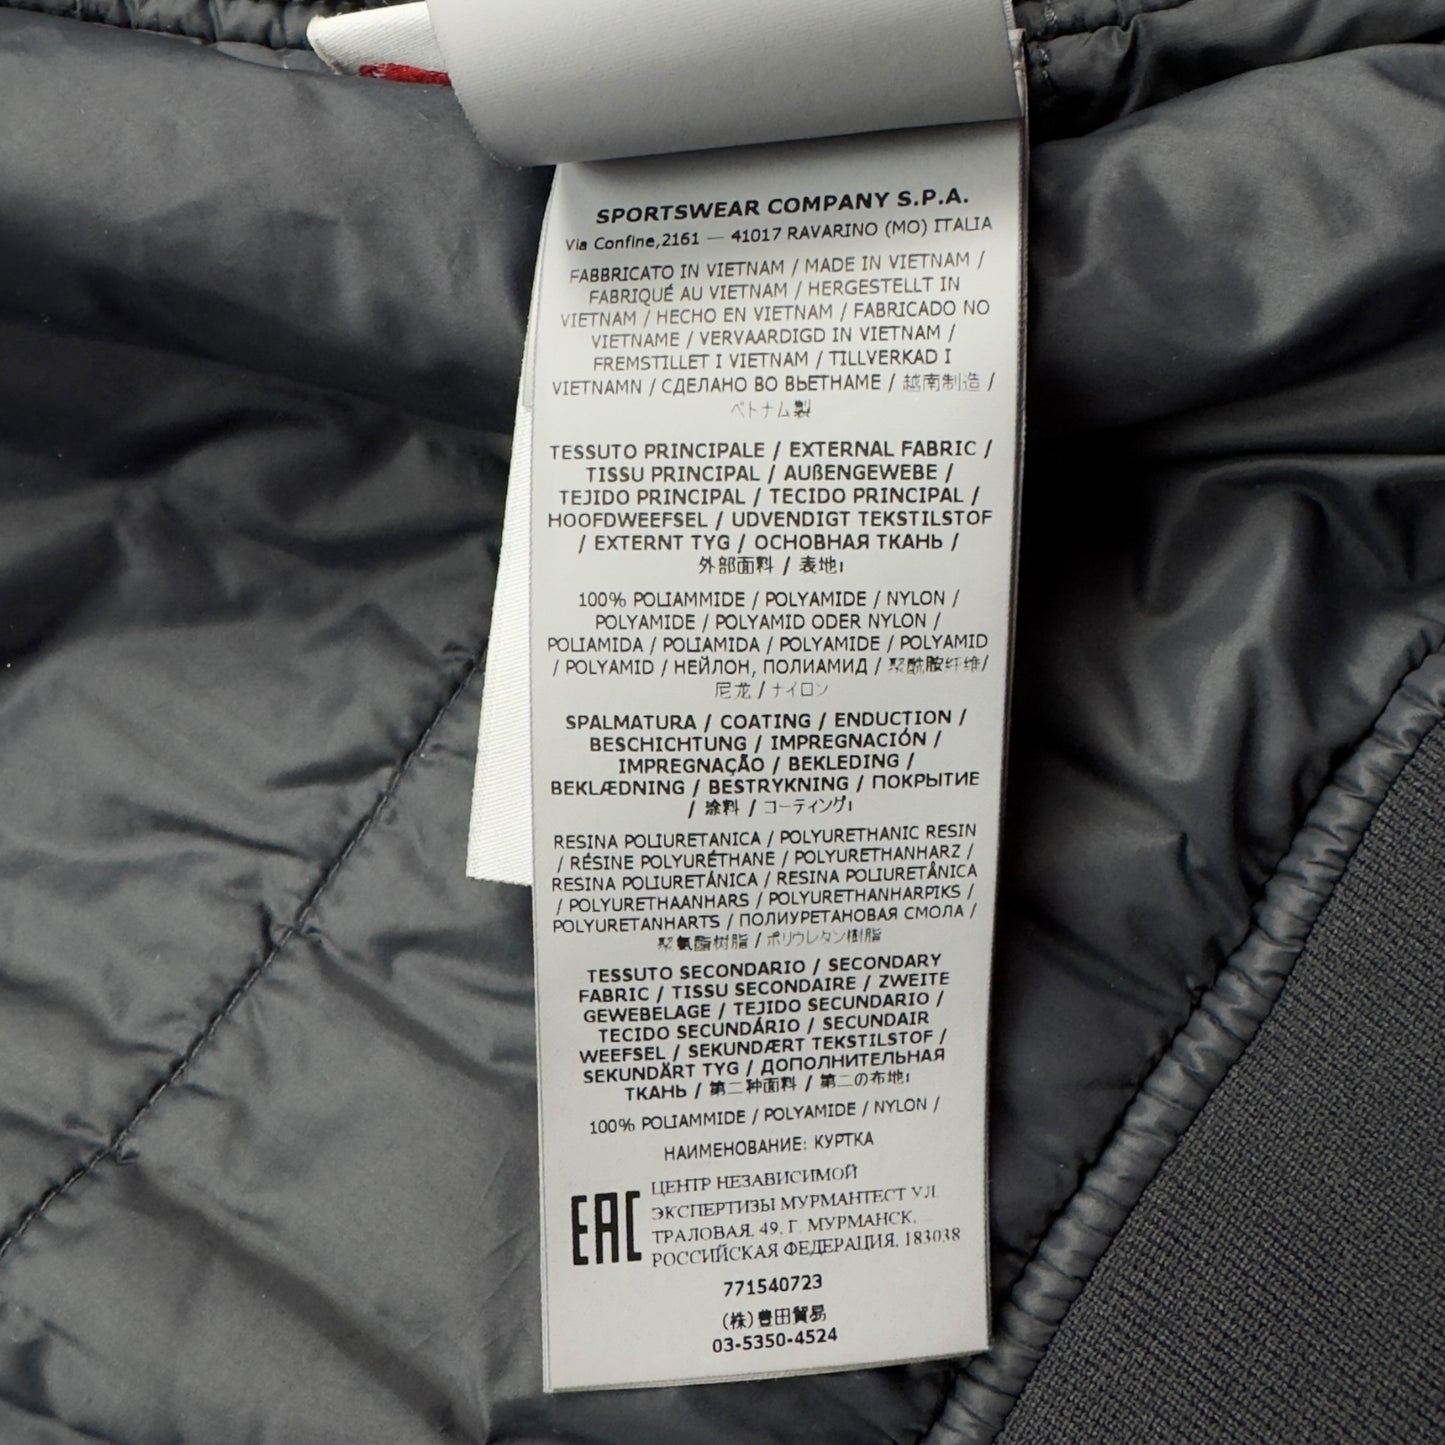 SPORTSWEAR COMPANY S.P.A.
Via Confine,2161 — 41017 RAVARINO (MO) ITALIA
FABBRICATO IN VIETNAM / MADE IN VIETNAM /
FABRIQUÉ AU VIETNAM / HERGESTELLT IN
VIETNAM / HECHO EN VIETNAM / FABRICADO NO
VIETNAME / VERVAARDIGD IN VIETNAM /
FREMSTILLET I VIETNAM / TILLVERKAD I
VIETNAMN / СДЕЛАНО ВО ВЬЕТНАМЕ / 越南制造 /
ベトナム製
TESSUTO PRINCIPALE / EXTERNAL FABRIC /
TISSU PRINCIPAL / AUßENGEWEBE /
TEJIDO PRINCIPAL / TECIDO PRINCIPAL /
HOOFDWEEFSEL / UDVENDIGT TEKSTILSTOF
/ EXTERNT TYG / ОСНОВНАЯ ТКАНЬ /
外部面料 / 表地:
100% POLIAMMIDE / POLYAMIDE / NYLON /
POLYAMIDE / POLYAMID ODER NYLON /
POLIAMIDA / POLIAMIDA / POLYAMIDE / POLYAMID
/ POLYAMID / НЕЙЛОН, ПОЛИАМИД / 聚酰胺纤维/
尼龙 / ナイロン
SPALMATURA / COATING / ENDUCTION /
BESCHICHTUNG / IMPREGNACIÓN /
IMPREGNAÇÃO / BEKLEDING /
BEKLÆDNING / BESTRYKNING / ПОКРЫТИЕ
/ 涂料 / コーティング:
RESINA POLIURETANICA / POLYURETHANIC RESIN
/ RÉSINE POLYURÉTHANE / POLYURETHANHARZ /
RESINA POLIURETÁNICA / RESINA POLIURETÂNICA
/ POLYURETHAANHARS / POLYURETHANHARPIKS /
POLYURETANHARTS / ПОЛИУРЕТАНОВАЯ СМОЛА /
聚氨酯树脂 / ポリウレタン樹脂
TESSUTO SECONDARIO / SECONDARY
FABRIC / TISSU SECONDAIRE / ZWEITE
GEWEBELAGE / TEJIDO SECUNDARIO /
TECIDO SECUNDÁRIO / SECUNDAIR
WEEFSEL / SEKUNDÆRT TEKSTILSTOF /
SEKUNDÄRT TYG / ДОПОЛНИТЕЛЬНАЯ
ТКАНЬ / 第二种面料 / 第二の布地:
100% POLIAMMIDE / POLYAMIDE / NYLON /
НАИМЕНОВАНИЕ: КУРТКА
EAC
ЦЕНТР НЕЗАВИСИМОЙ
ЭКСПЕРТИЗЫ МУРМАНТЕСТ УЛ.
ТРАЛОВАЯ, 49, Г. МУРМАНСК,
РОССИЙСКАЯ ФЕДЕРАЦИЯ, 183038
771540723
(株)豊田貿易
03-5350-4524